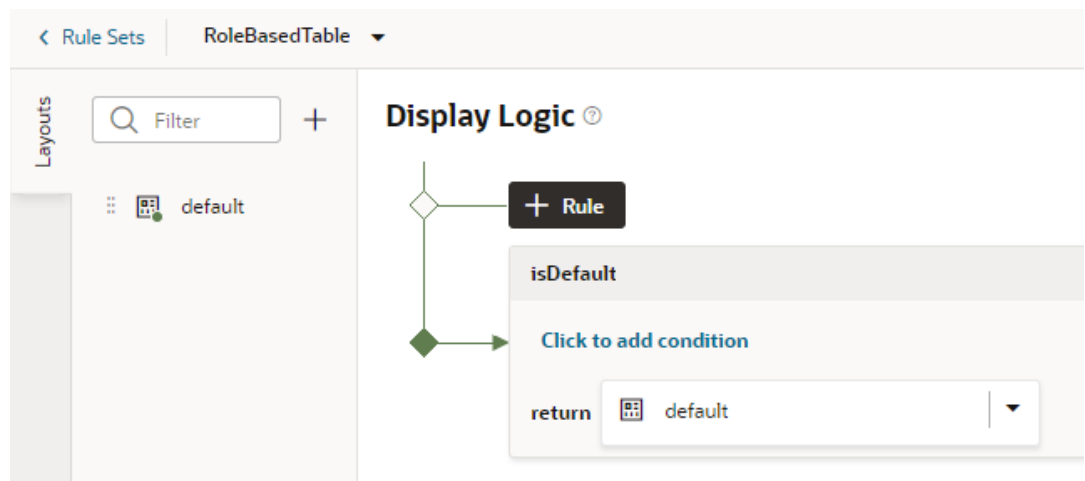 Rule Sets
RoleBasedTable
Layouts
Filter
default
Display Logic
Rule
isDefault
Click to add condition
return
default